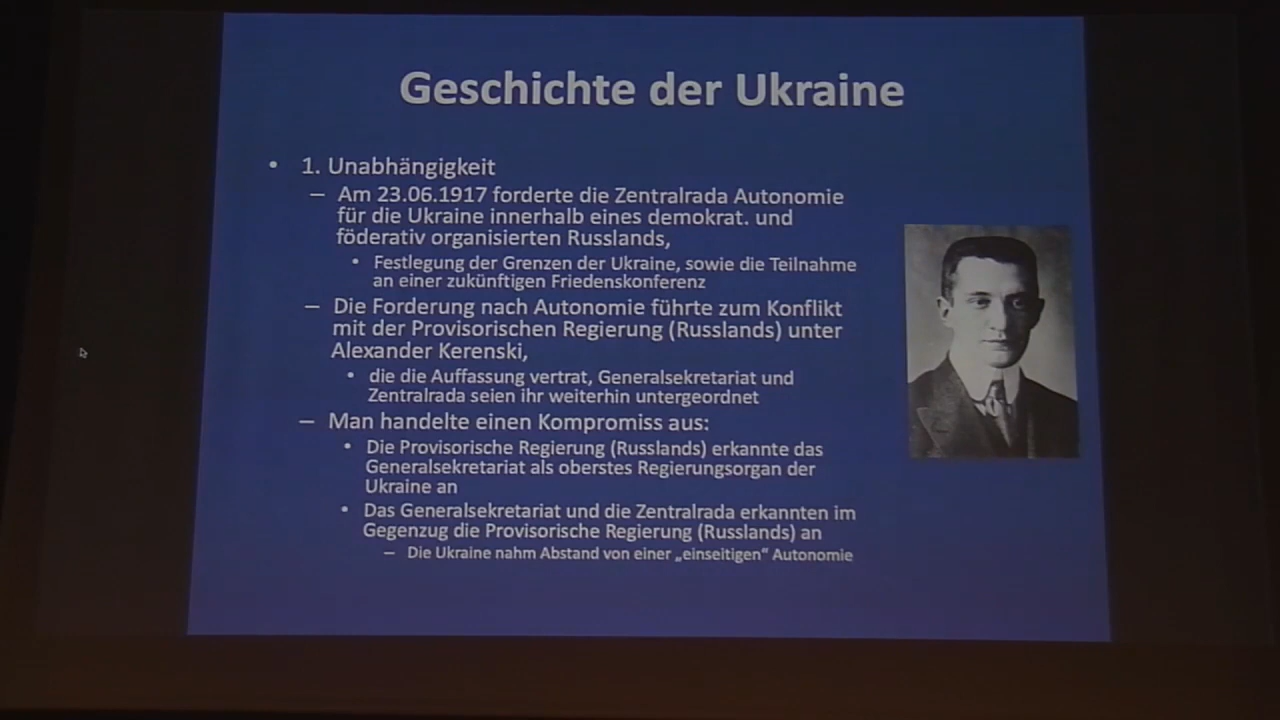 Geschichte der Ukraine
• 1. Unabhängigkeit
– Am 23.06.1917 forderte die Zentralrada Autonomie
für die Ukraine innerhalb eines demokrat. und
föderativ organisierten Russlands,
• Festlegung der Grenzen der Ukraine, sowie die Teilnahme
an einer zukünftigen Friedenskonferenz
– Die Forderung nach Autonomie führte zum Konflikt
mit der Provisorischen Regierung (Russlands) unter
Alexander Kerenski,
• die die Auffassung vertrat, Generalsekretariat und
Zentralrada seien ihr weiterhin untergeordnet
– Man handelte einen Kompromiss aus:
• Die Provisorische Regierung (Russlands) erkannte das
Generalsekretariat als oberstes Regierungsorgan der
Ukraine an
• Das Generalsekretariat und die Zentralrada erkannten im
Gegenzug die Provisorische Regierung (Russlands) an
– Die Ukraine nahm Abstand von einer „einseitigen“ Autonomie